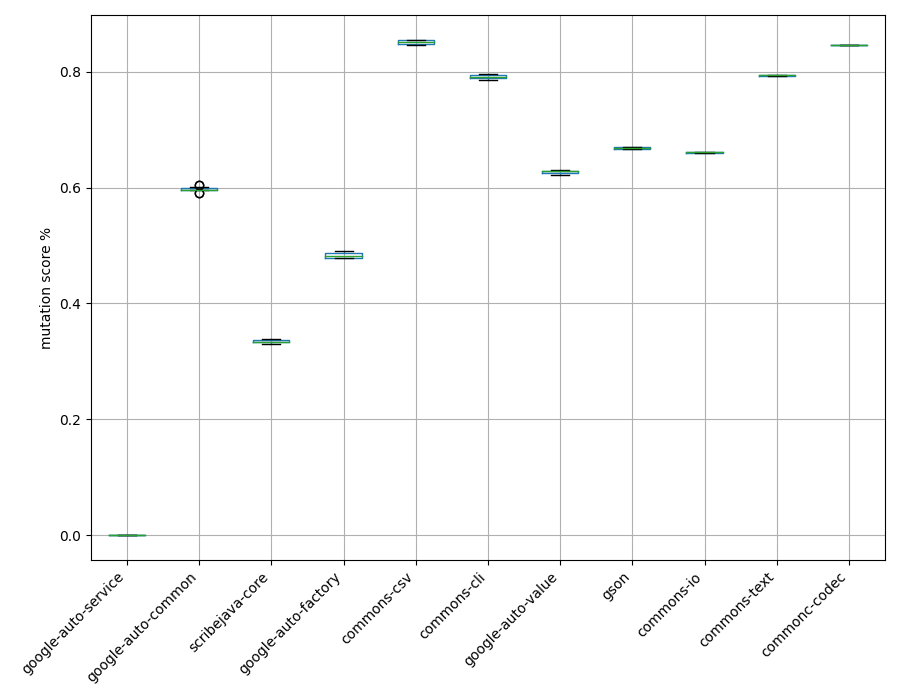 mutation score %
0.8
0.6
0.4
0.2
0.0
google-auto-service
google-auto-common
scribejava-core
google-auto-factory
commons-csv
commons-cli
google-auto-value
gson
commons-io
commons-text
commonc-codec